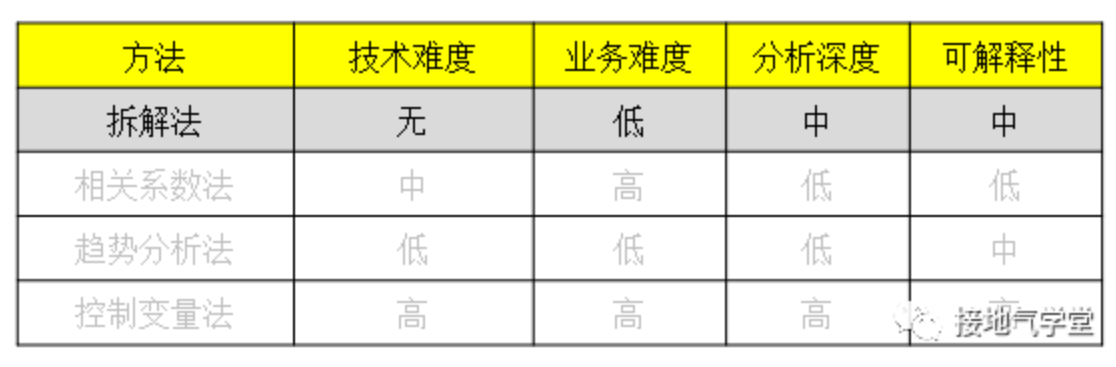 方法 技术难度 业务难度 分析深度 可解释性
拆解法 无 低 中 中
相关系数法 中 高 低 低
趋势分析法 低 低 低 中
控制变量法 高 高 高 高
接地气学堂